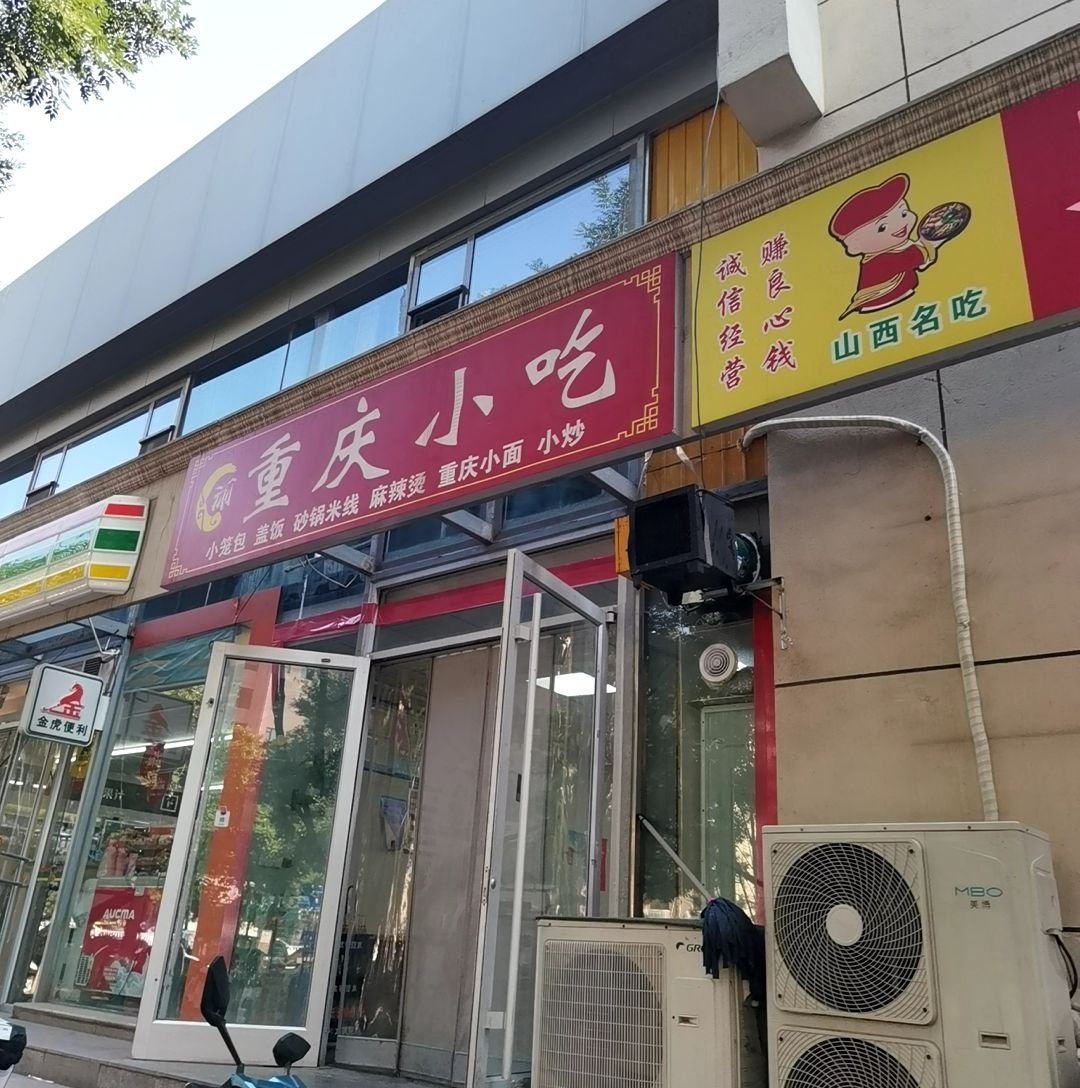 重庆小吃
渝
小笼包 盖饭 砂锅米线 麻辣烫 重庆小面 小炒
诚信经营
赚良心钱
山西名吃
金虎便利
AUCMA
MBO
美博